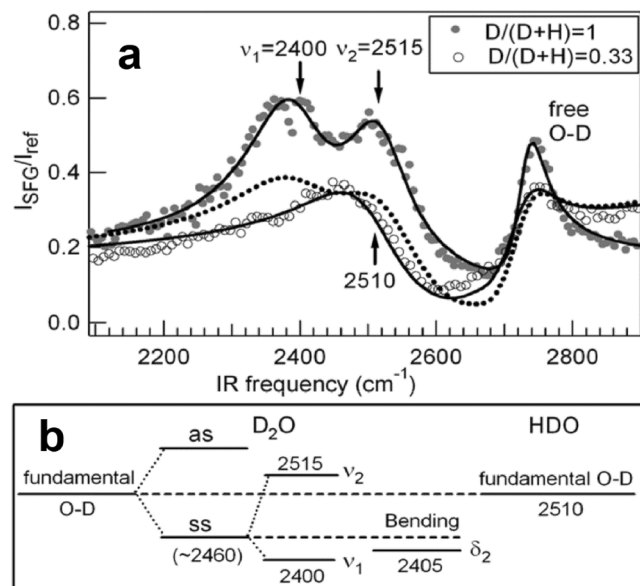 a
ν1=2400 ν2=2515
D/(D+H)=1
D/(D+H)=0.33
free
O-D
2510
0.8
0.6
0.4
0.2
0.0
ISFG/Iref
2200 2400 2600 2800
IR frequency (cm-1)
b
D2O HDO
as
fundamental
O-D
2515
ν2
fundamental O-D
2510
ss
(~2460)
Bending
δ2
2405
ν1
2400